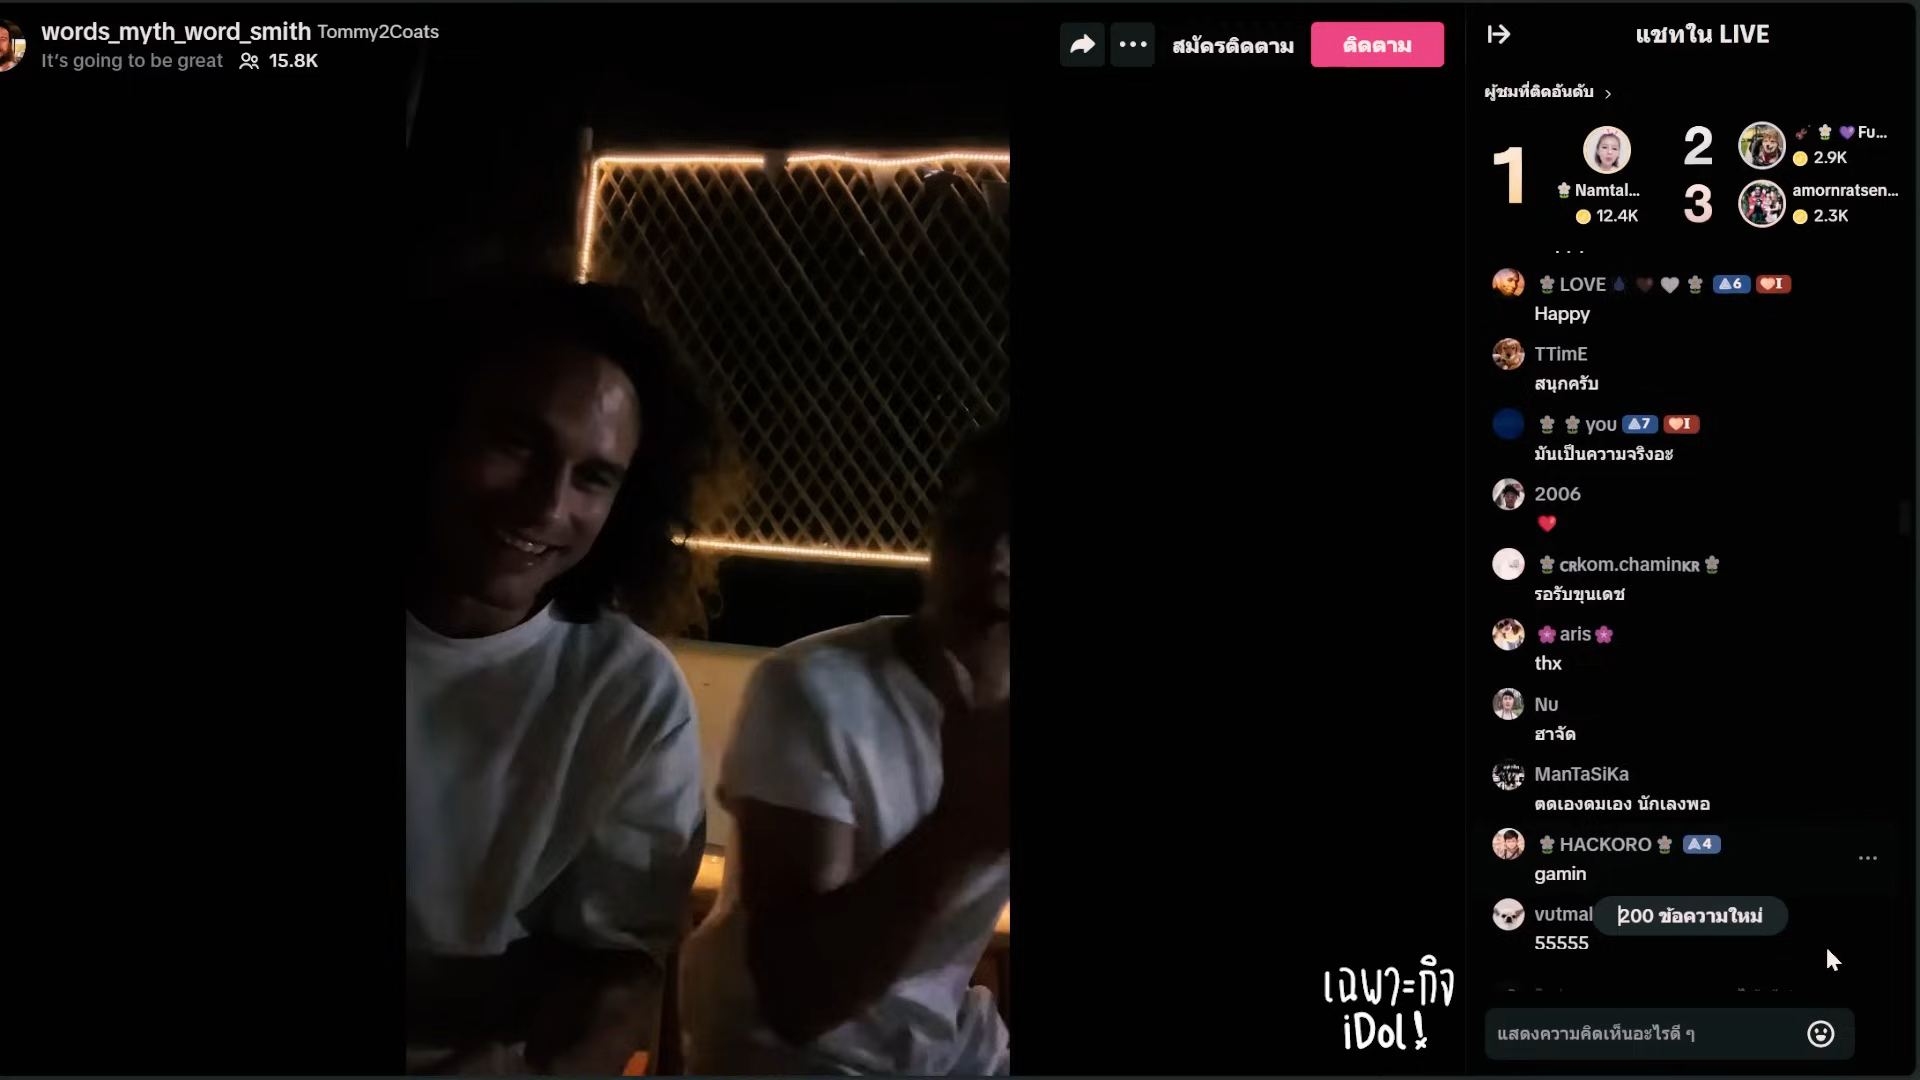 words_myth_word_smith Tommy2Coats
It's going to be great 15.8K
สมัครติดตาม
ติดตาม
แชทใน LIVE
ผู้ชมที่ติดอันดับ
1
Namtal...
12.4K
2
Fu...
2.9K
3
amornratsen...
2.3K
LOVE 6 I
Happy
TTimE
สนุกครับ
you 7 I
มันเป็นความจริงอะ
2006
ᴄʀkom.chaminᴋʀ
รอรับขุนเดช
aris
thx
Nu
ฮาจัด
ManTaSiKa
ตดเองดมเอง นักเลงพอ
HACKORO 4
gamin
vutmal
200 ข้อความใหม่
55555
เฉพาะกิจ
iDol!
แสดงความคิดเห็นอะไรดี ๆ